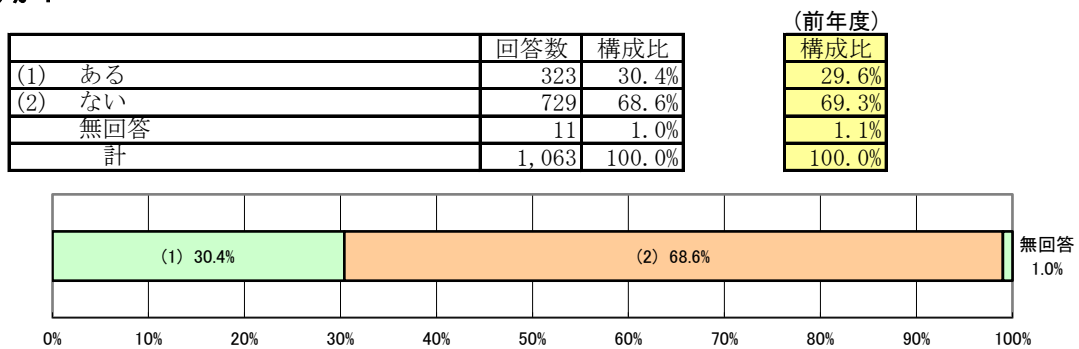 (前年度)
回答数 構成比 構成比
(1) ある 323 30.4% 29.6%
(2) ない 729 68.6% 69.3%
無回答 11 1.0% 1.1%
計 1,063 100.0% 100.0%
(1) 30.4% (2) 68.6% 無回答
1.0%
0% 10% 20% 30% 40% 50% 60% 70% 80% 90% 100%